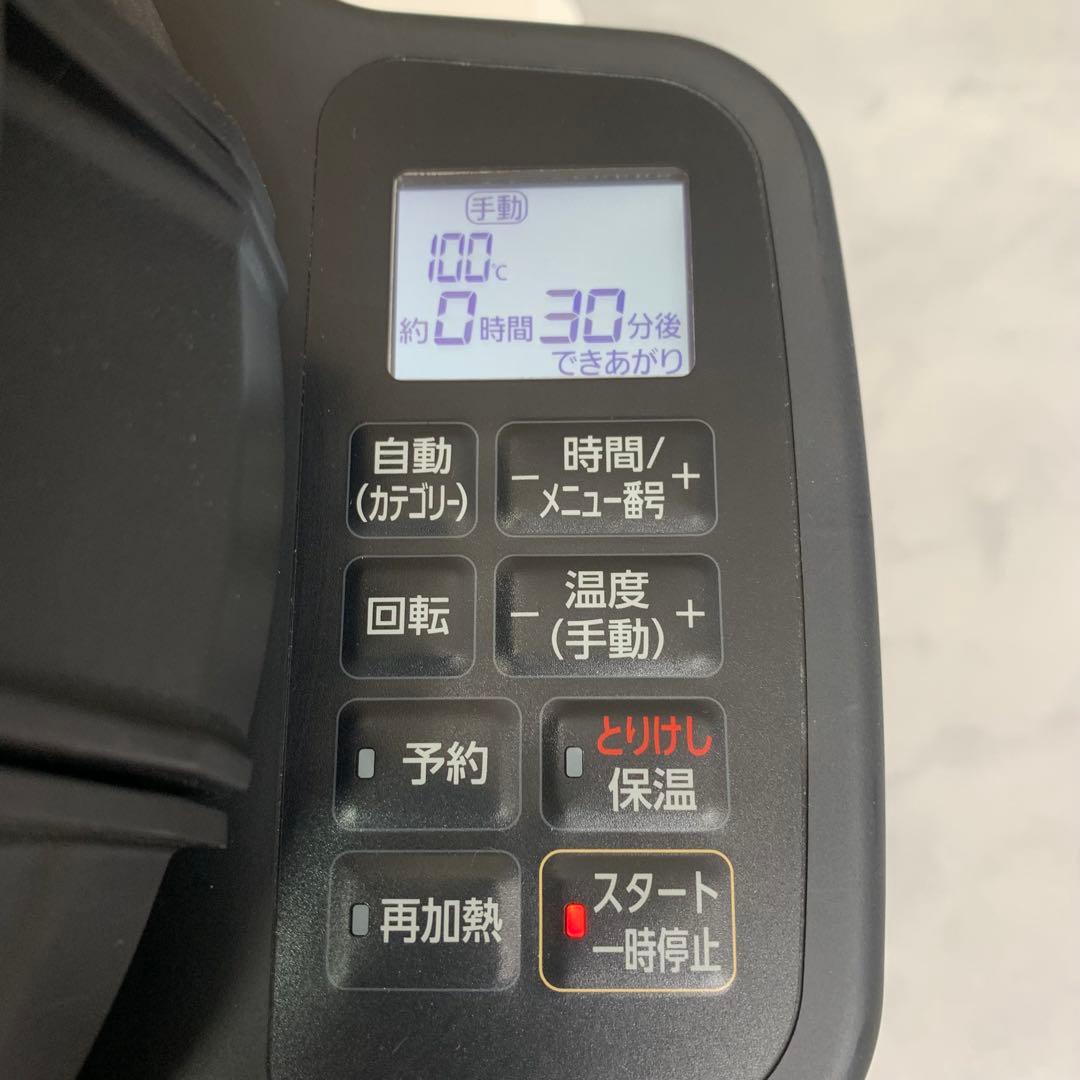 手動
100℃
約0時間30分後
できあがり
自動
(カテゴリー)
− 時間/ +
メニュー番号
回転
− 温度 +
(手動)
予約
とりけし
保温
再加熱
スタート
一時停止